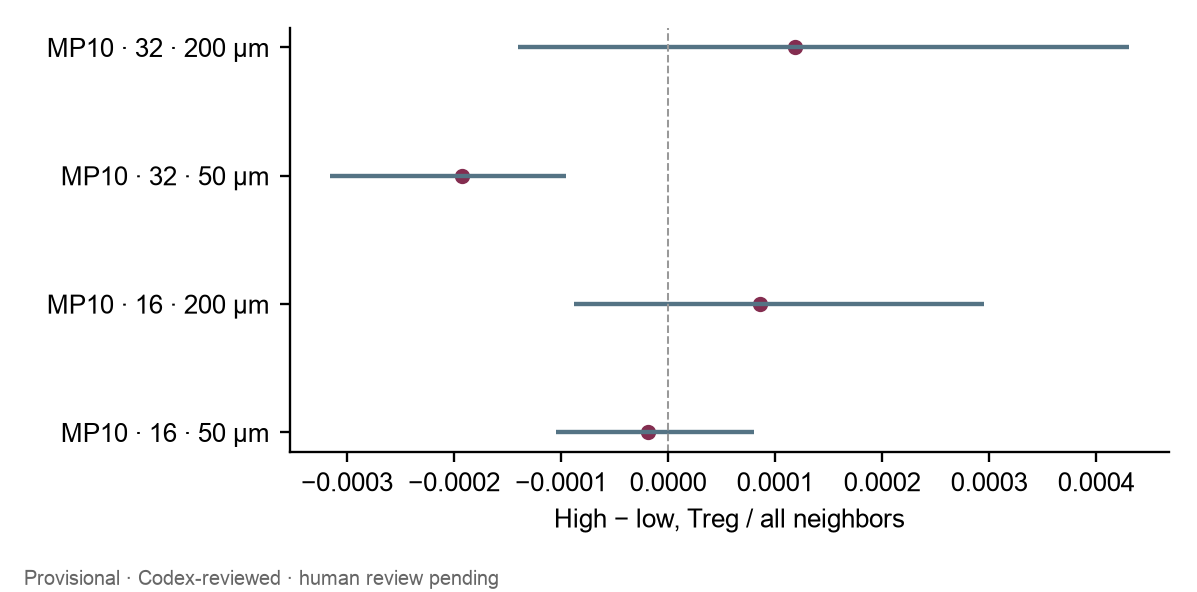 MP10 · 32 · 200 µm
MP10 · 32 · 50 µm
MP10 · 16 · 200 µm
MP10 · 16 · 50 µm
−0.0003 −0.0002 −0.0001 0.0000 0.0001 0.0002 0.0003 0.0004
High − low, Treg / all neighbors
Provisional · Codex-reviewed · human review pending